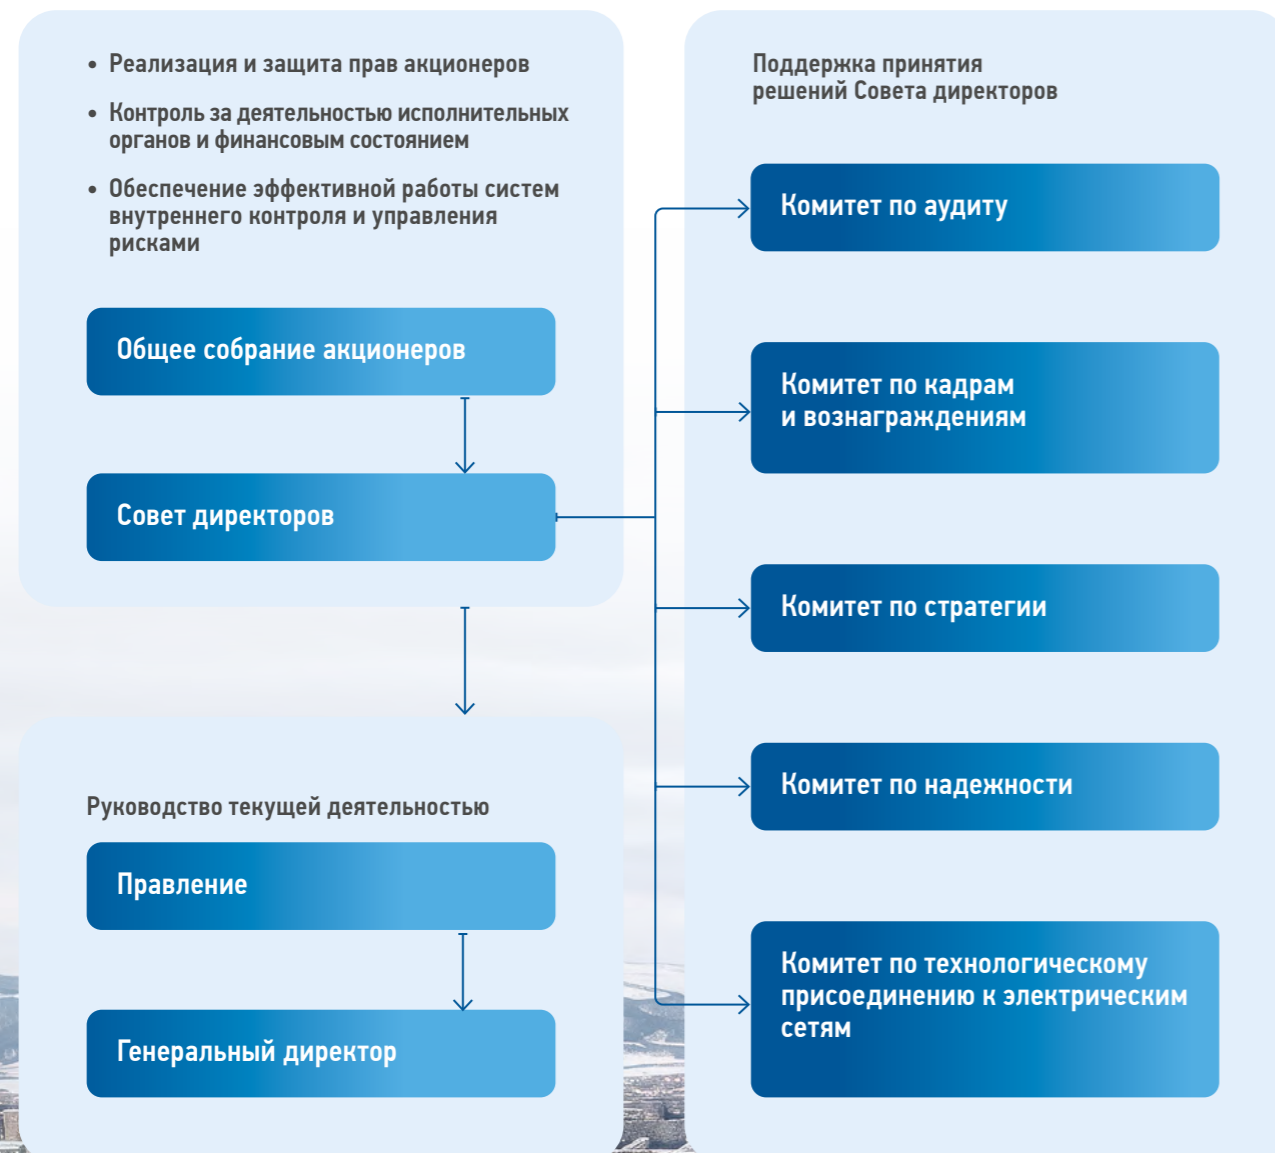 • Реализация и защита прав акционеров
• Контроль за деятельностью исполнительных
органов и финансовым состоянием
• Обеспечение эффективной работы систем
внутреннего контроля и управления
рисками
Общее собрание акционеров
Совет директоров
Руководство текущей деятельностью
Правление
Генеральный директор
Поддержка принятия
решений Совета директоров
Комитет по аудиту
Комитет по кадрам
и вознаграждениям
Комитет по стратегии
Комитет по надежности
Комитет по технологическому
присоединению к электрическим
сетям